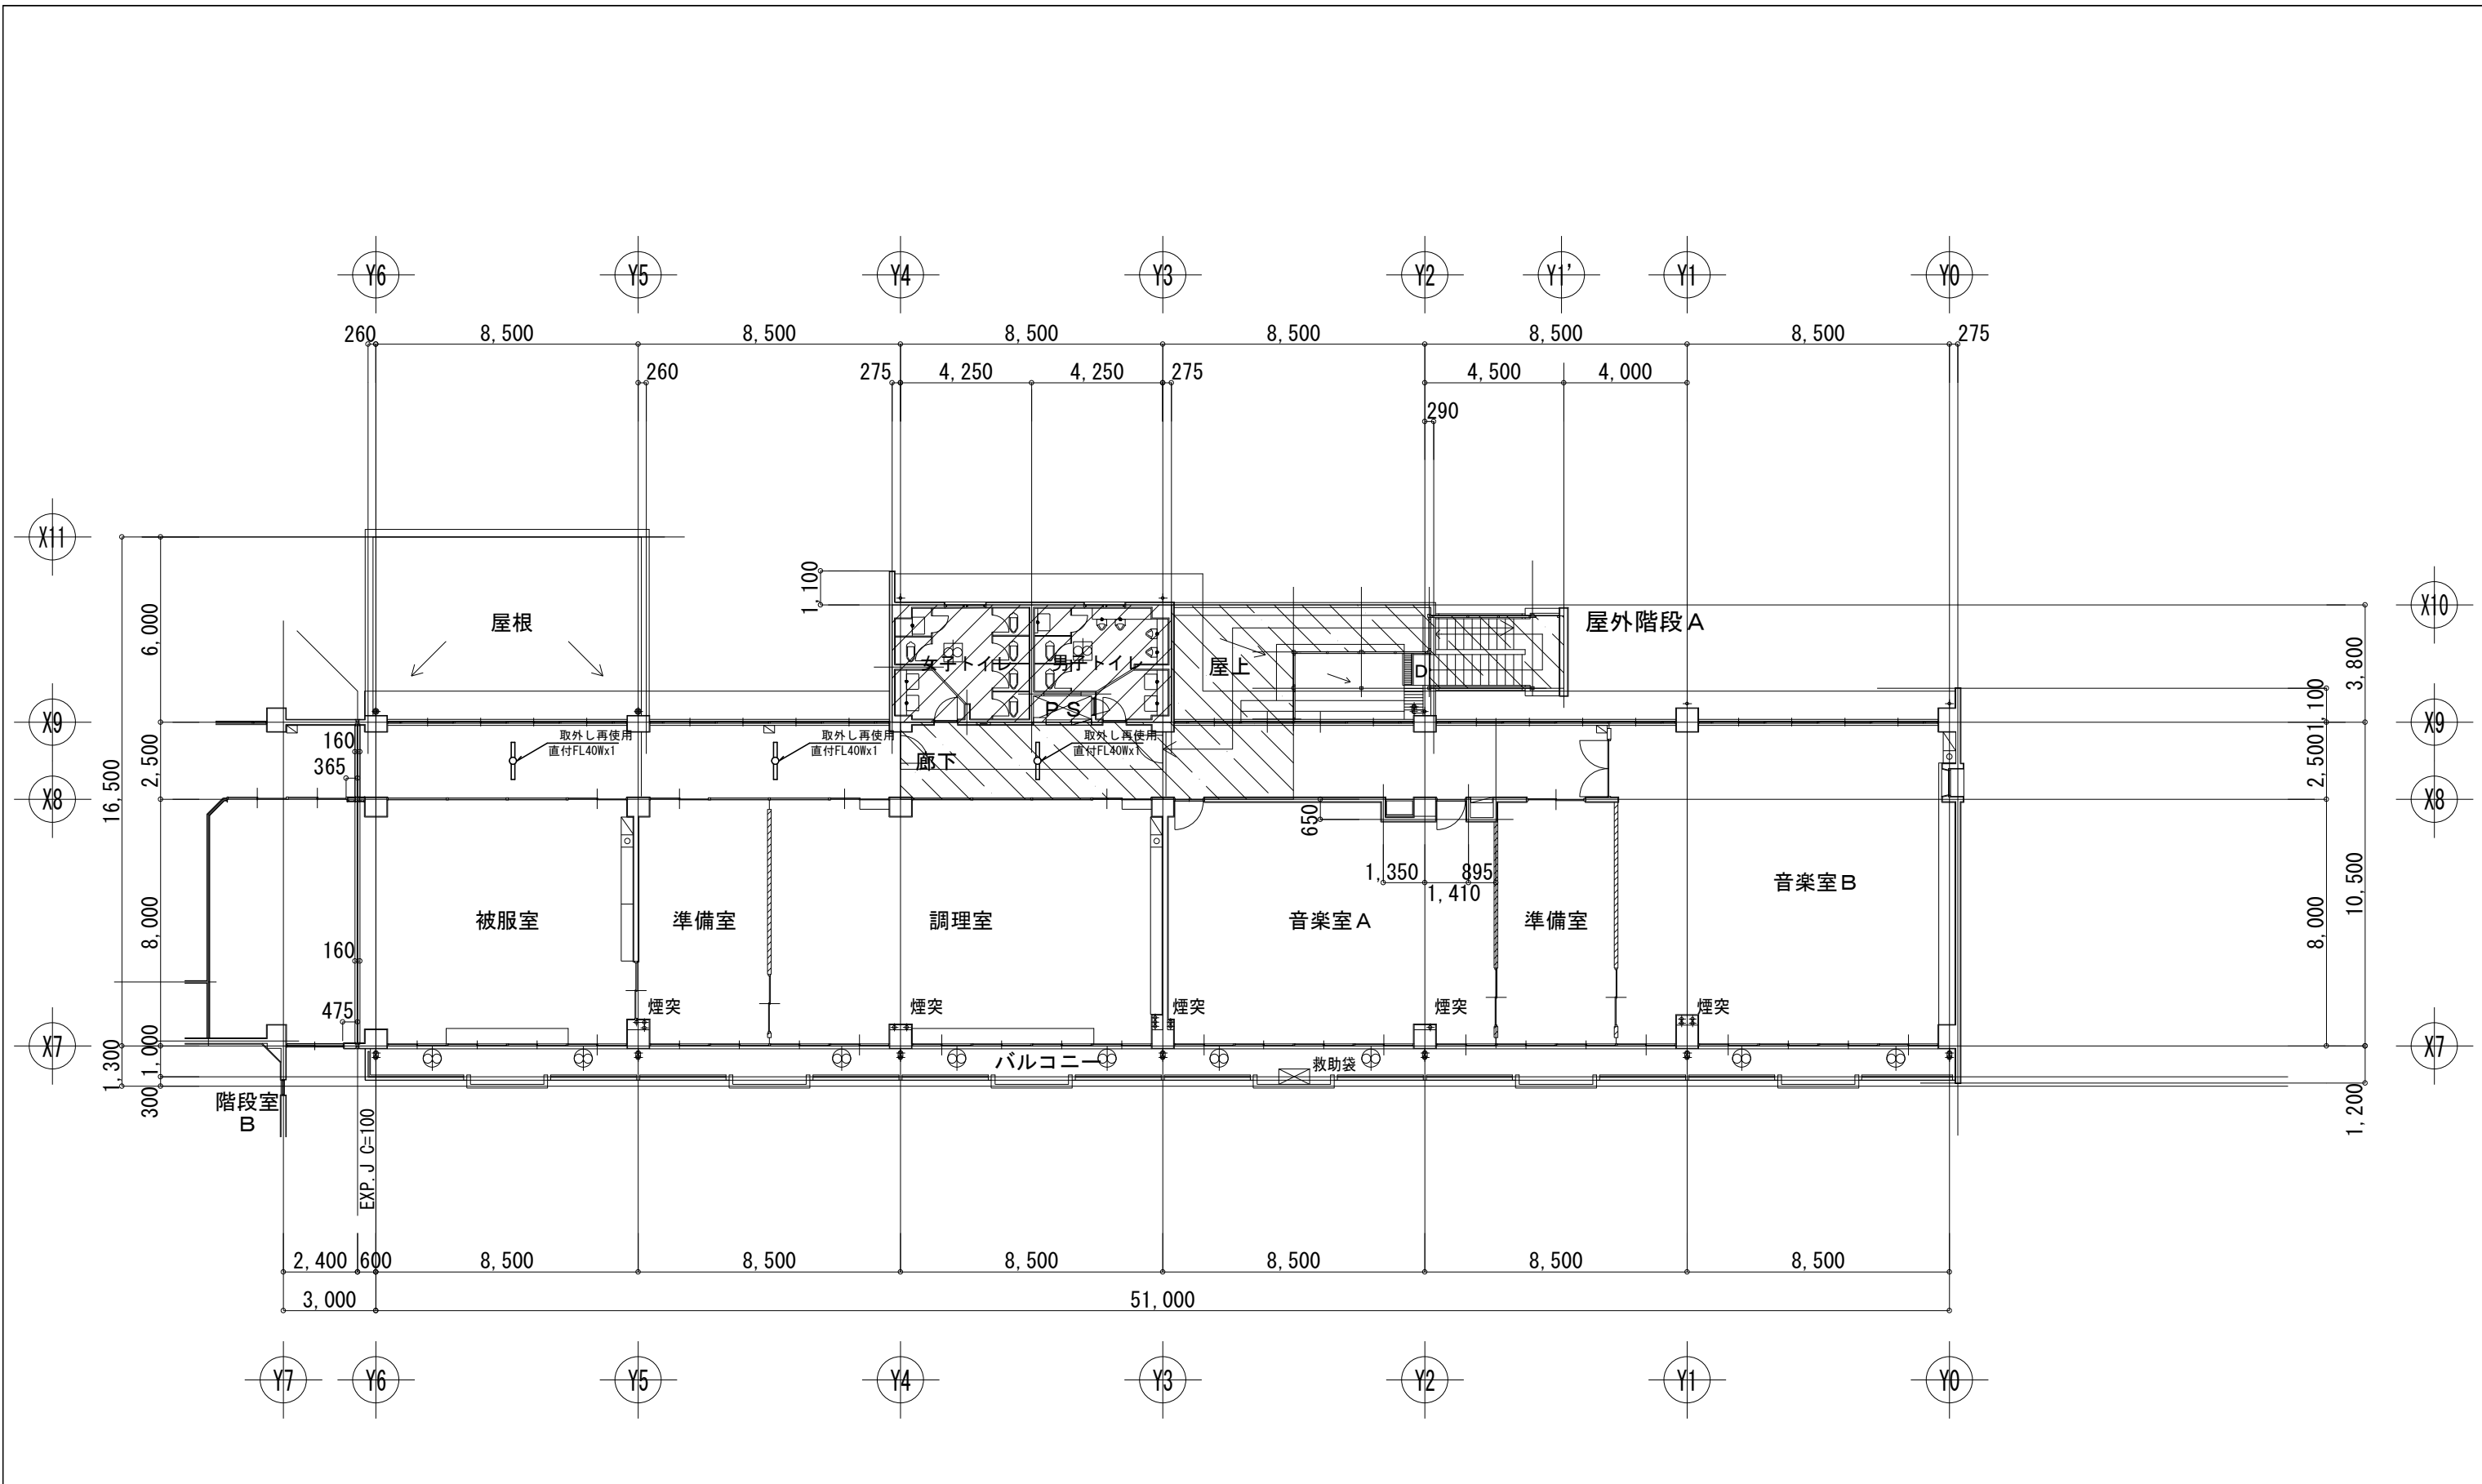 Y6 Y5 Y4 Y3 Y2 Y1' Y1 Y0
260 8,500 8,500 8,500 8,500 8,500 8,500 275
260 275 4,250 4,250 275 4,500 4,000
290
X11
1,100
X10
屋外階段A
屋根
6,000
3,800
女子トイレ 男子トイレ 屋上 D
PS
1,100
X9 X9
取外し再使用 取外し再使用 取外し再使用
直付FL40Wx1 直付FL40Wx1 直付FL40Wx1
160
廊下
365
2,500 2,500
16,500
X8 X8
650
1,350 895
1,410
音楽室B
10,500
被服室 準備室 調理室 音楽室A 準備室
8,000 8,000
160
475
煙突 煙突 煙突 煙突 煙突
X7 X7
1,000
1,300
バルコニー 救助袋
300
階段室
B
1,200
EXP.J C=100
2,400 600 8,500 8,500 8,500 8,500 8,500 8,500
3,000 51,000
Y7 Y6 Y5 Y4 Y3 Y2 Y1 Y0